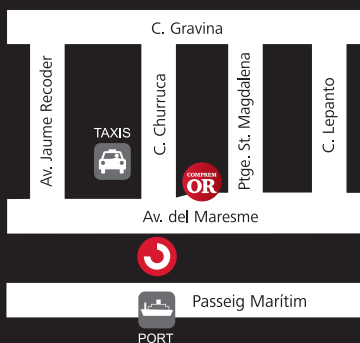 C. Gravina
Av. Jaume Recoder
TAXIS
C. Churruca
COMPREM
OR
Ptge. St. Magdalena
C. Lepanto
Av. del Maresme
Passeig Marítim
PORT